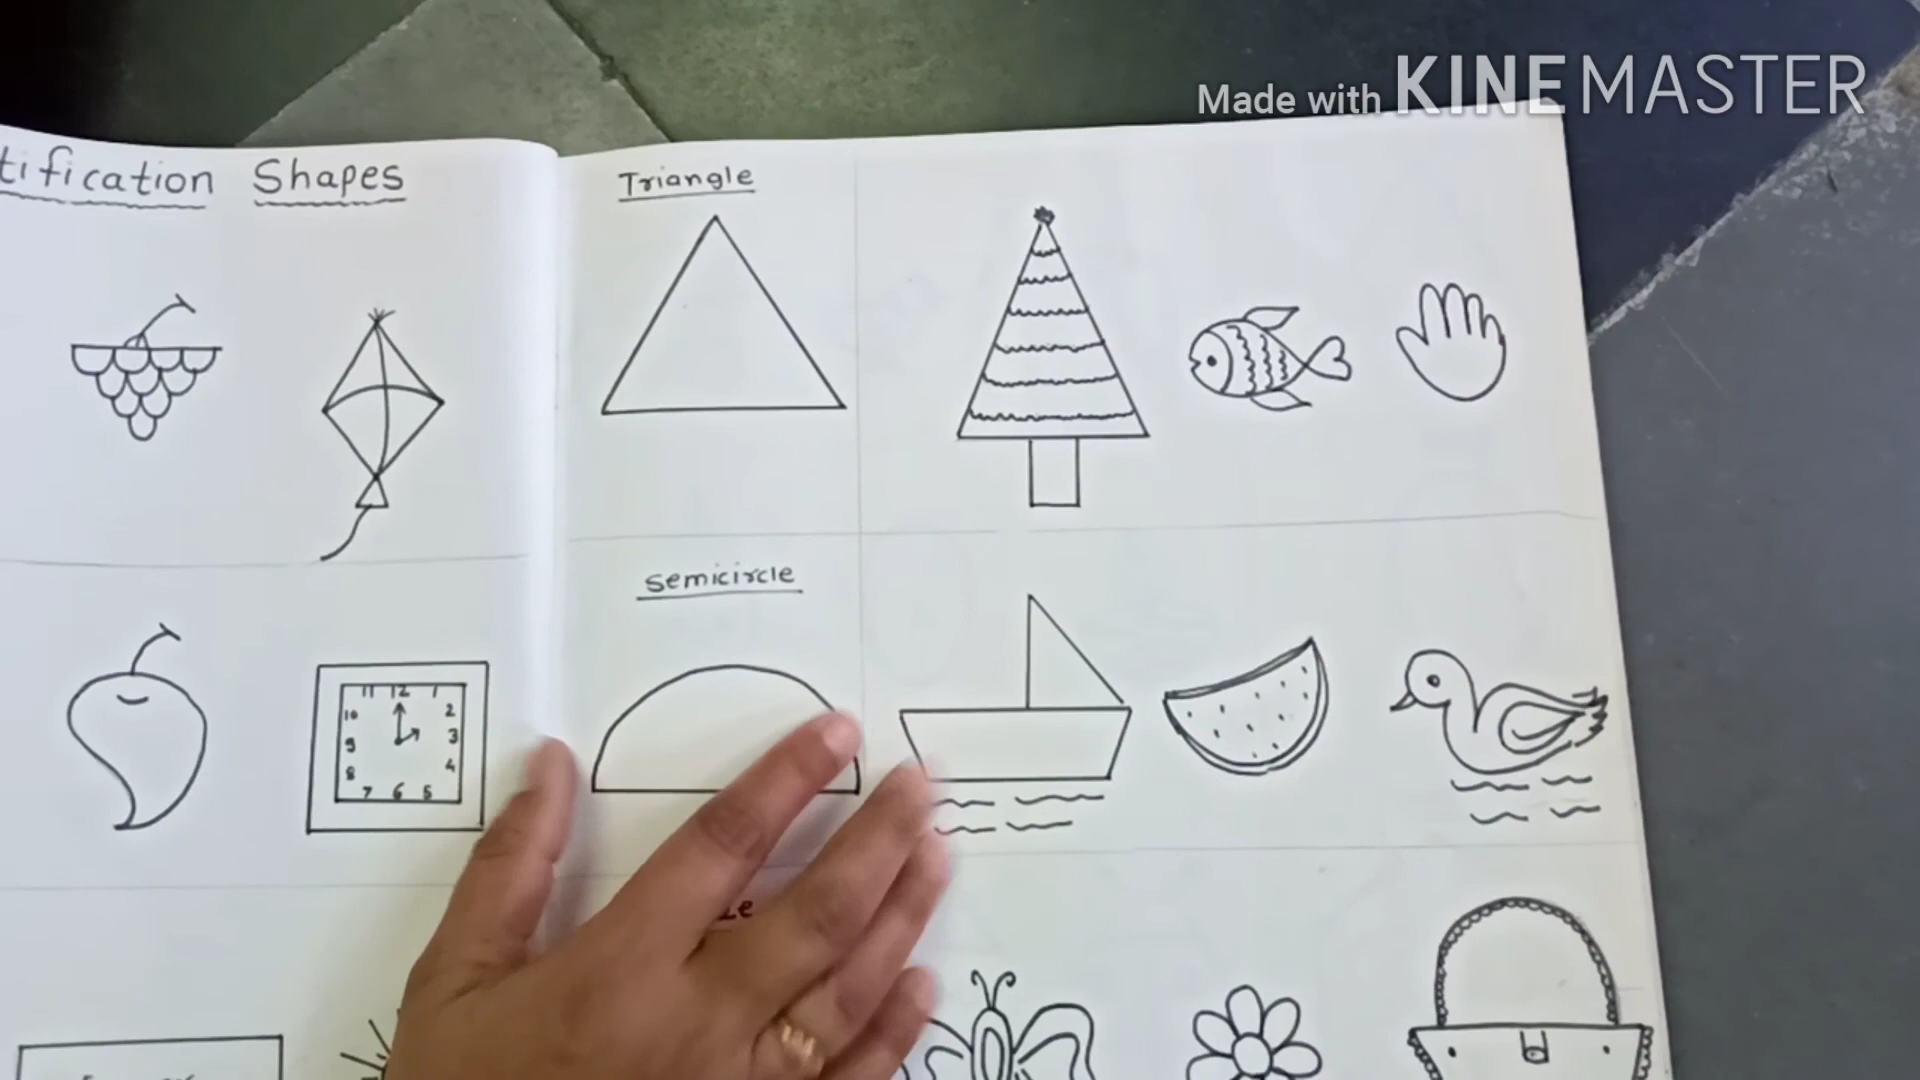 Made with KINEMASTER
tification Shapes
Triangle
Semicircle
11 12 1
10 2
9 3
8 4
7 6 5